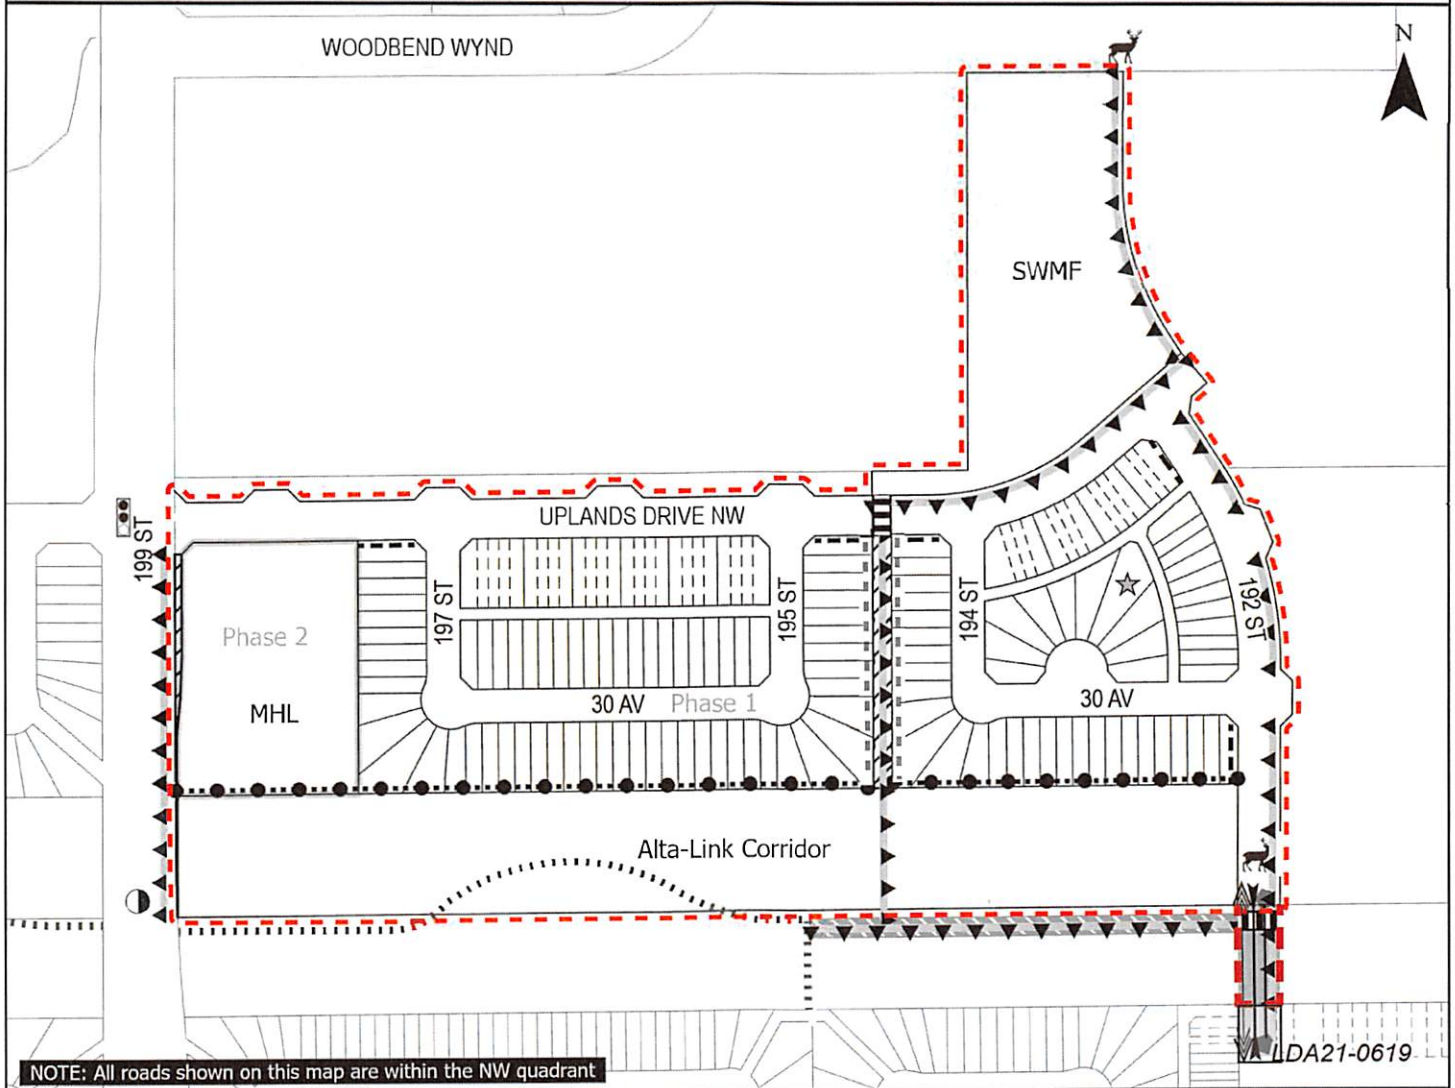 WOODBEND WYND
N
SWMF
UPLANDS DRIVE NW
199 ST
197 ST
195 ST
194 ST
192 ST
Phase 2
MHL
30 AV
Phase 1
30 AV
Alta-Link Corridor
LDA21-0619
NOTE: All roads shown on this map are within the NW quadrant